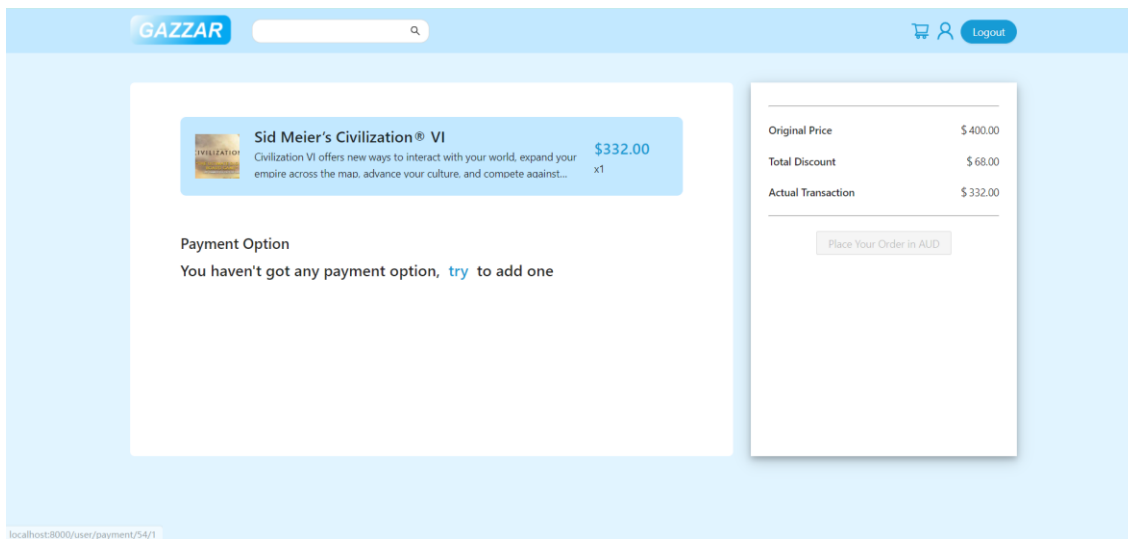 GAZZAR
Logout
Sid Meier's Civilization® VI
Civilization VI offers new ways to interact with your world, expand your
empire across the map, advance your culture, and compete against...
$332.00
x1
Payment Option
You haven't got any payment option, try to add one
Original Price $ 400.00
Total Discount $ 68.00
Actual Transaction $ 332.00
Place Your Order in AUD
localhost:8000/user/payment/54/1